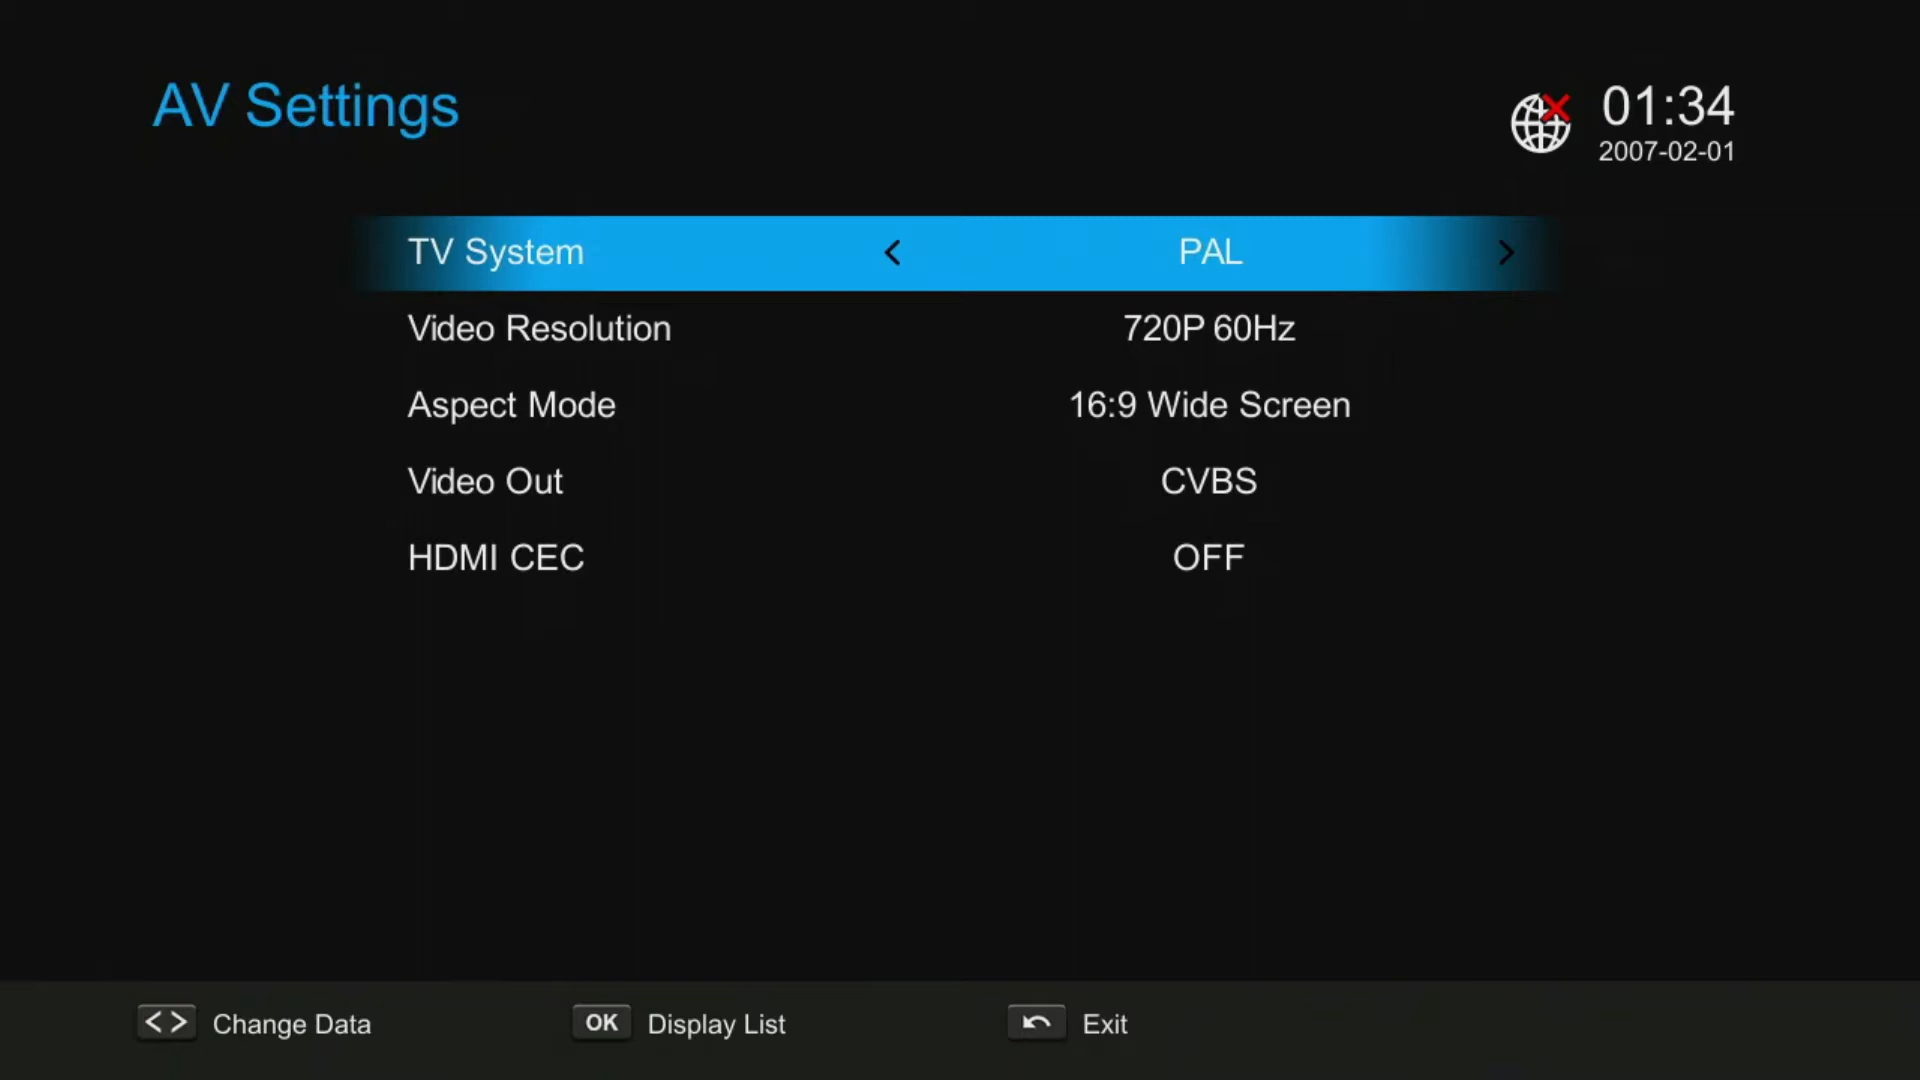 AV Settings
01:34
2007-02-01
TV System < PAL >
Video Resolution 720P 60Hz
Aspect Mode 16:9 Wide Screen
Video Out CVBS
HDMI CEC OFF
<> Change Data OK Display List Exit